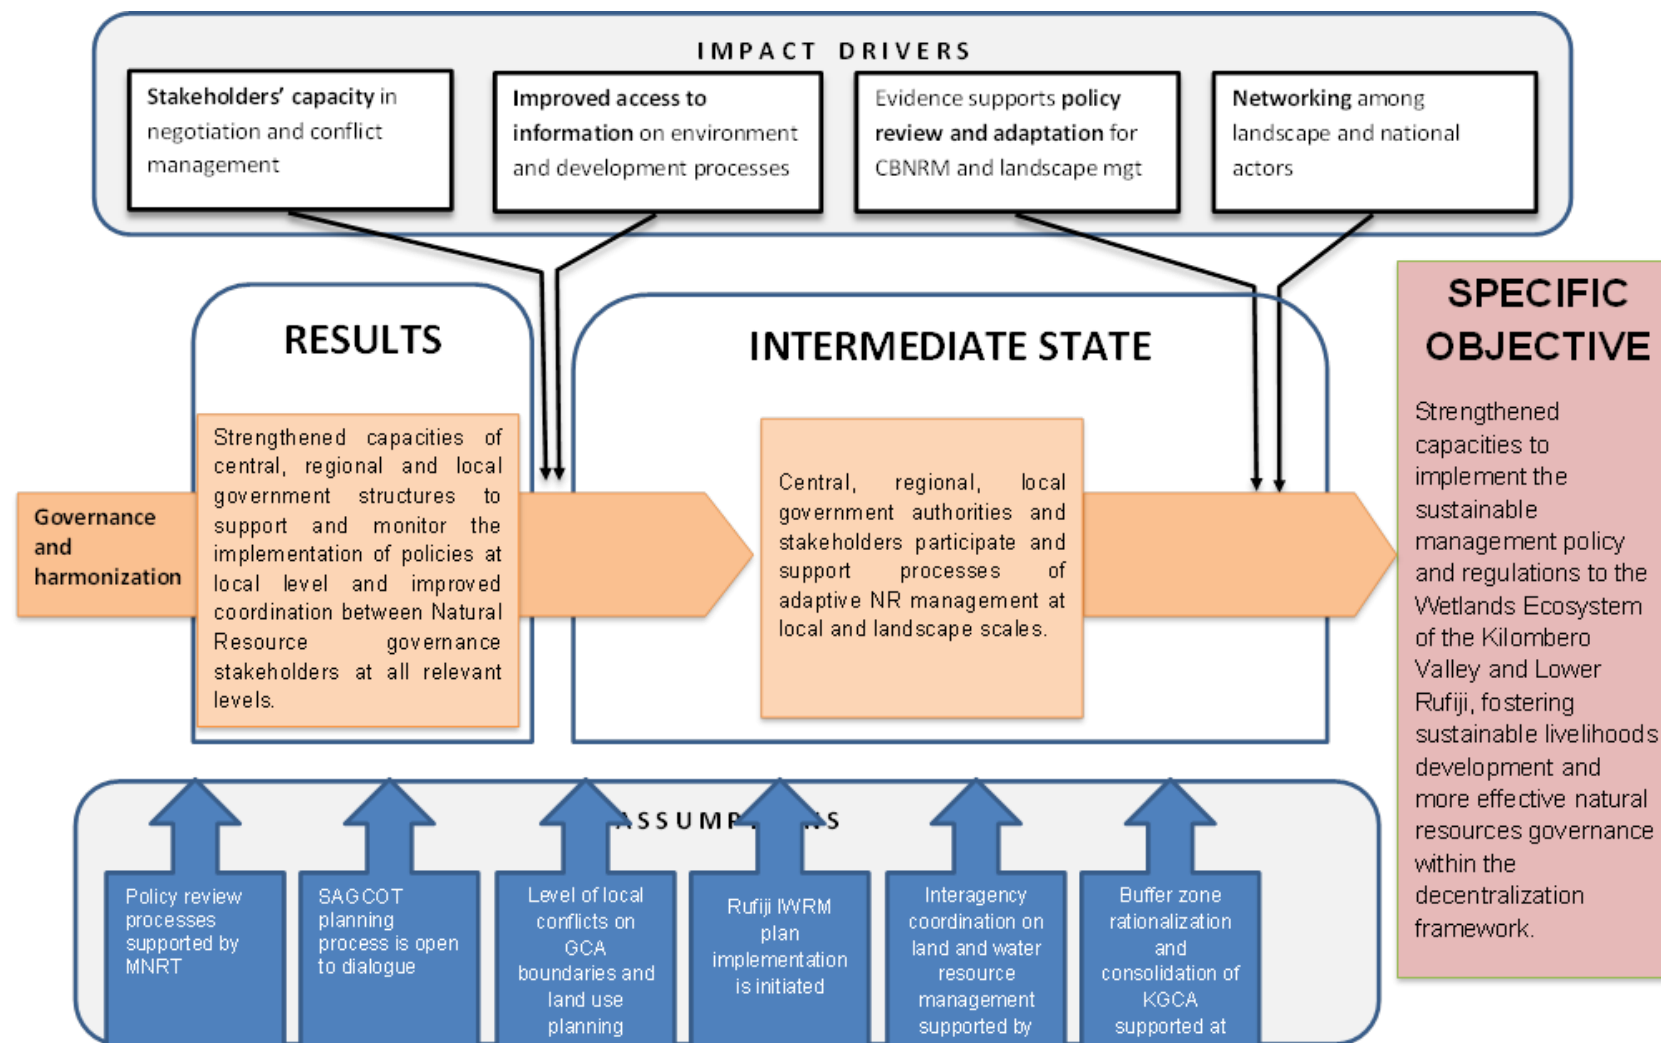 IMPACT DRIVERS
Stakeholders' capacity in
negotiation and conflict
management
Improved access to
information on environment
and development processes
Evidence supports policy
review and adaptation for
CBNRM and landscape mgt
Networking among
landscape and national
actors
RESULTS
INTERMEDIATE STATE
SPECIFIC
OBJECTIVE
Governance
and
harmonization
Strengthened capacities of
central, regional and local
government structures to
support and monitor the
implementation of policies at
local level and improved
coordination between Natural
Resource governance
stakeholders at all relevant
levels.
Central, regional, local
government authorities and
stakeholders participate and
support processes of
adaptive NR management at
local and landscape scales.
Strengthened
capacities to
implement the
sustainable
management policy
and regulations to the
Wetlands Ecosystem
of the Kilombero
Valley and Lower
Rufiji, fostering
sustainable livelihoods
development and
more effective natural
resources governance
within the
decentralization
framework.
Policy review
processes
supported by
MNRT
SAGCOT
planning
process is open
to dialogue
Level of local
conflicts on
GCA
boundaries and
land use
planning
Rufiji IWRM
plan
implementation
is initiated
Interagency
coordination on
land and water
resource
management
supported by
Buffer zone
rationalization
and
consolidation of
KGCA
supported at